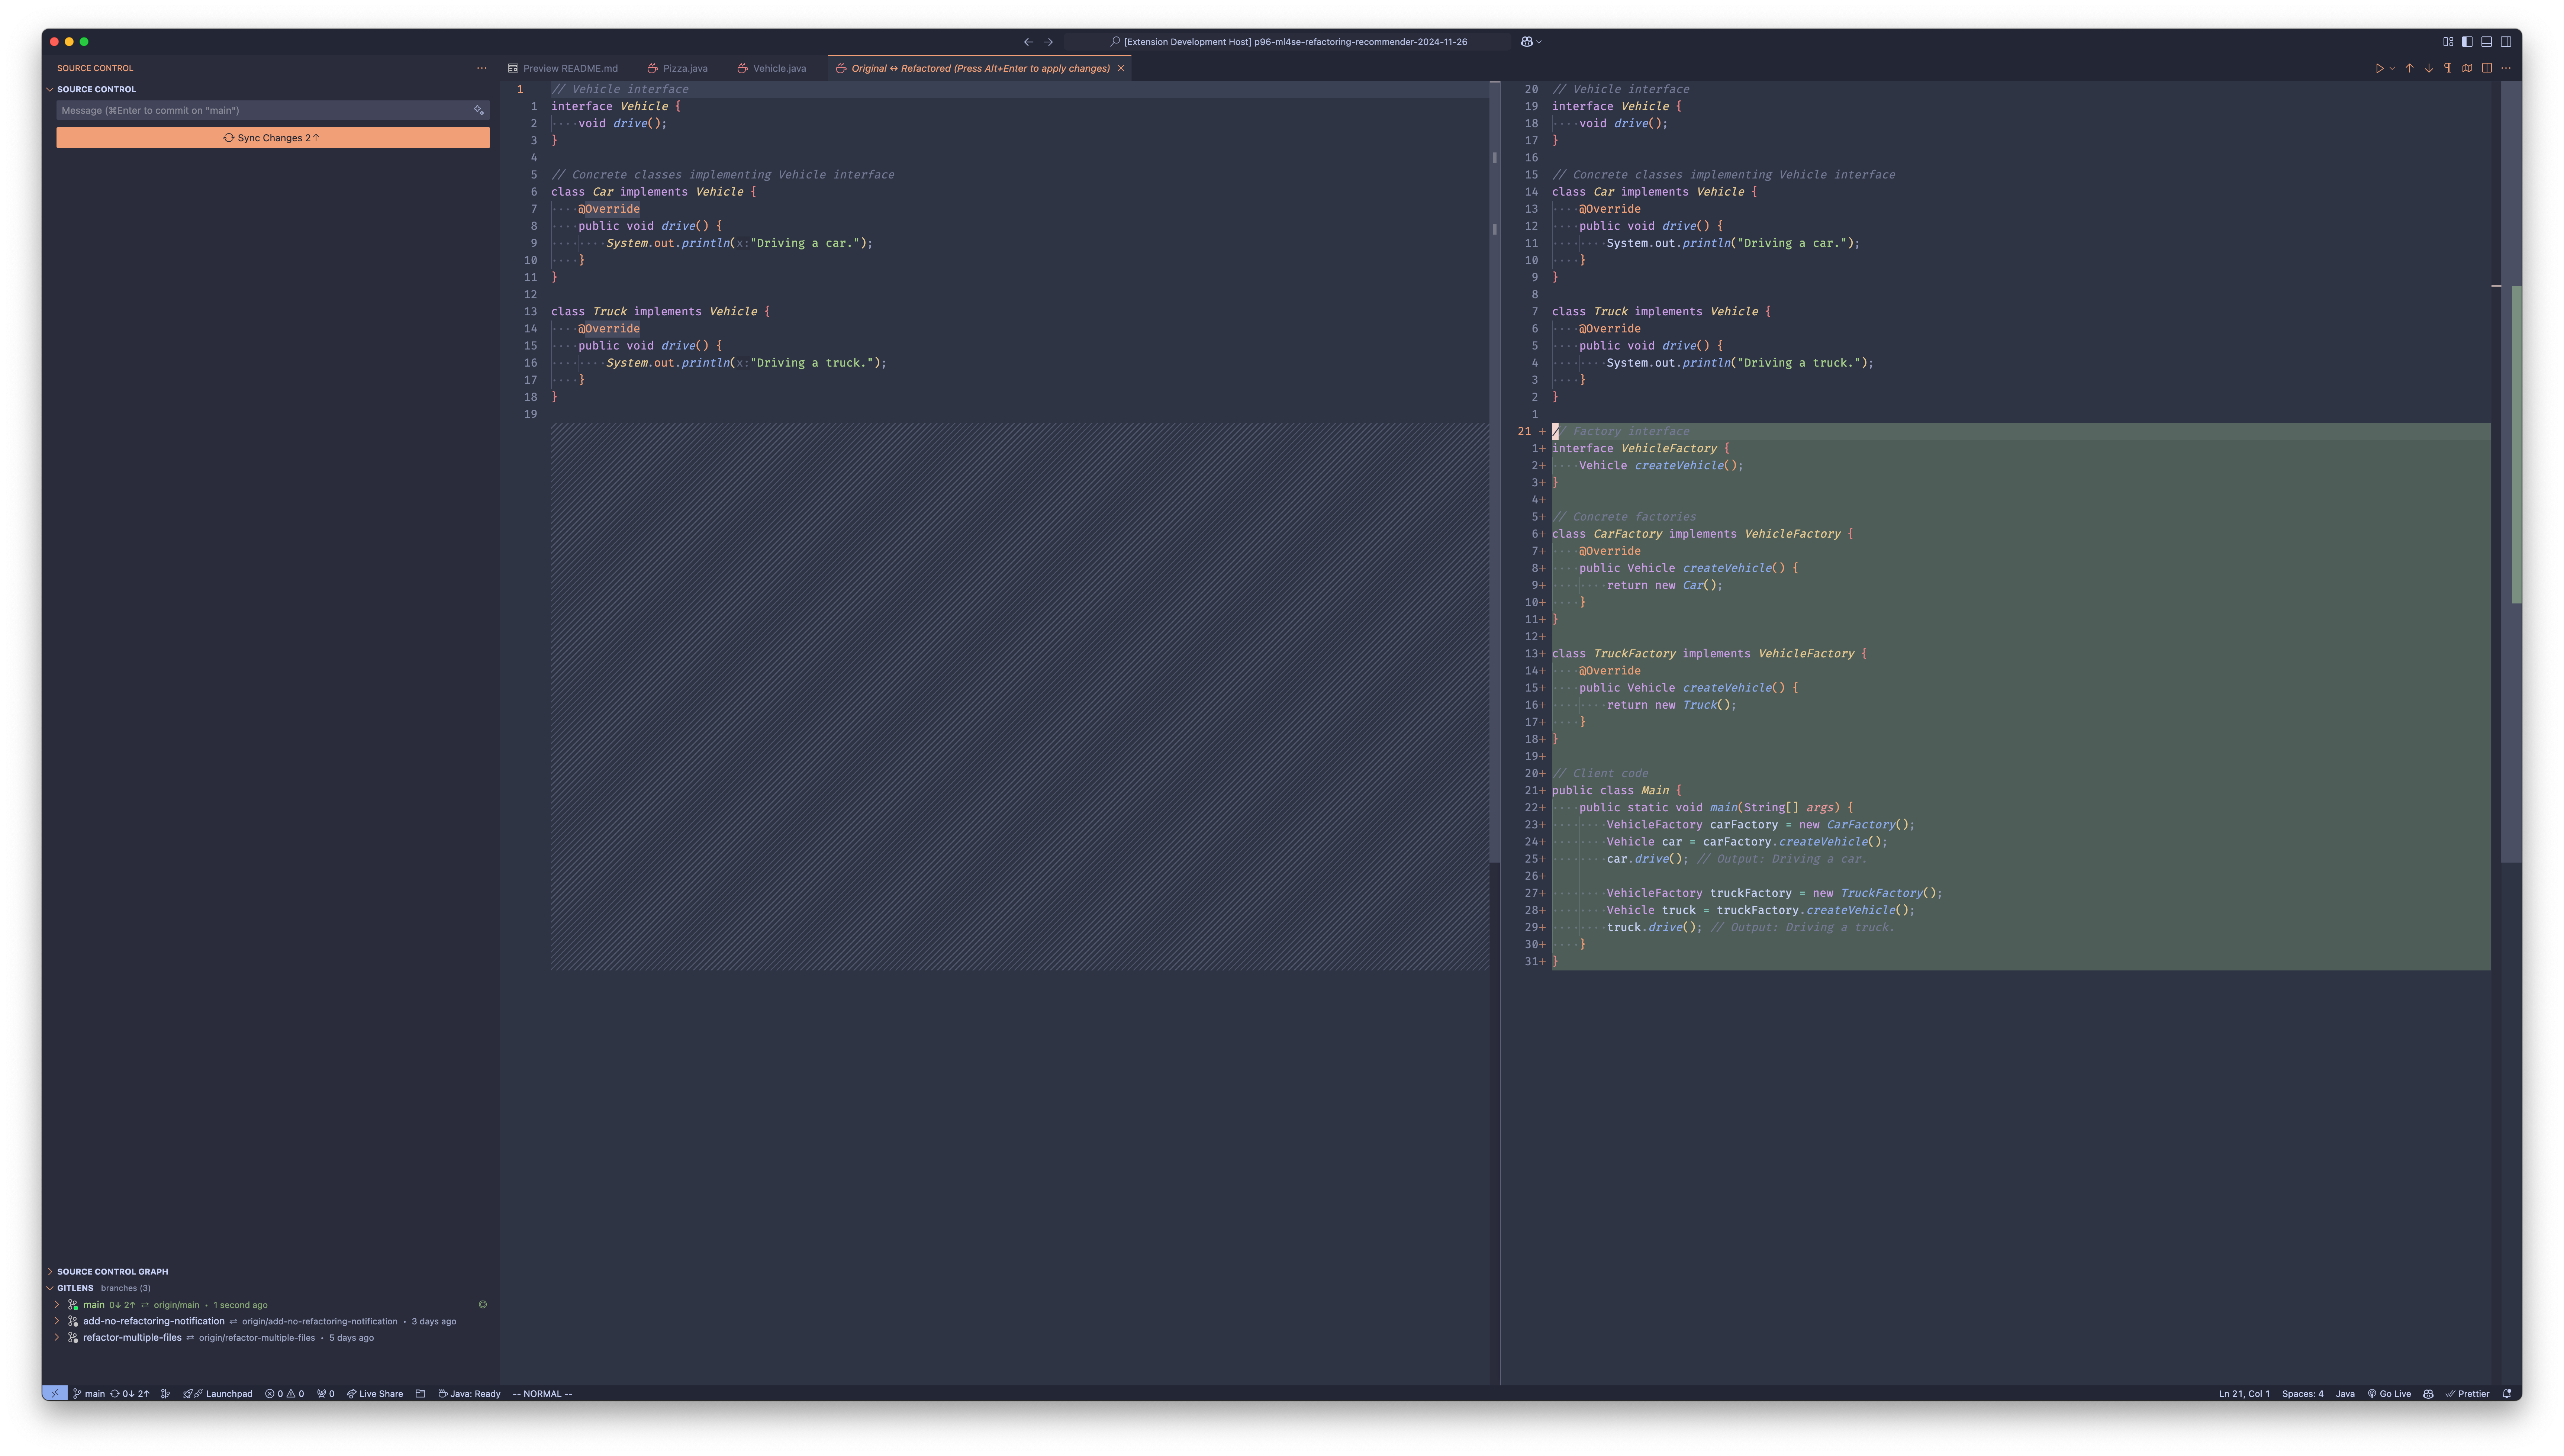 [Extension Development Host] p96-ml4se-refactoring-recommender-2024-11-26
SOURCE CONTROL
SOURCE CONTROL
Message (⌘Enter to commit on "main")
Sync Changes 2↑
SOURCE CONTROL GRAPH
GITLENS branches (3)
main 0↓ 2↑ ⇌ origin/main • 1 second ago
add-no-refactoring-notification ⇌ origin/add-no-refactoring-notification • 3 days ago
refactor-multiple-files ⇌ origin/refactor-multiple-files • 5 days ago
Preview README.md Pizza.java Vehicle.java Original ↔ Refactored (Press Alt+Enter to apply changes)
1 // Vehicle interface
1 interface Vehicle {
2 ····void drive();
3 }
4
5 // Concrete classes implementing Vehicle interface
6 class Car implements Vehicle {
7 ····@Override
8 ····public void drive() {
9 ········System.out.println(x:"Driving a car.");
10 ····}
11 }
12
13 class Truck implements Vehicle {
14 ····@Override
15 ····public void drive() {
16 ········System.out.println(x:"Driving a truck.");
17 ····}
18 }
19
20 // Vehicle interface
19 interface Vehicle {
18 ····void drive();
17 }
16
15 // Concrete classes implementing Vehicle interface
14 class Car implements Vehicle {
13 ····@Override
12 ····public void drive() {
11 ········System.out.println("Driving a car.");
10 ····}
9 }
8
7 class Truck implements Vehicle {
6 ····@Override
5 ····public void drive() {
4 ········System.out.println("Driving a truck.");
3 ····}
2 }
1
21 + // Factory interface
1+ interface VehicleFactory {
2+ ····Vehicle createVehicle();
3+ }
4+
5+ // Concrete factories
6+ class CarFactory implements VehicleFactory {
7+ ····@Override
8+ ····public Vehicle createVehicle() {
9+ ········return new Car();
10+ ····}
11+ }
12+
13+ class TruckFactory implements VehicleFactory {
14+ ····@Override
15+ ····public Vehicle createVehicle() {
16+ ········return new Truck();
17+ ····}
18+ }
19+
20+ // Client code
21+ public class Main {
22+ ····public static void main(String[] args) {
23+ ········VehicleFactory carFactory = new CarFactory();
24+ ········Vehicle car = carFactory.createVehicle();
25+ ········car.drive(); // Output: Driving a car.
26+
27+ ········VehicleFactory truckFactory = new TruckFactory();
28+ ········Vehicle truck = truckFactory.createVehicle();
29+ ········truck.drive(); // Output: Driving a truck.
30+ ····}
31+ }
main 0↓ 2↑ Launchpad 0 0 0 Live Share Java: Ready -- NORMAL -- Ln 21, Col 1 Spaces: 4 Java Go Live Prettier